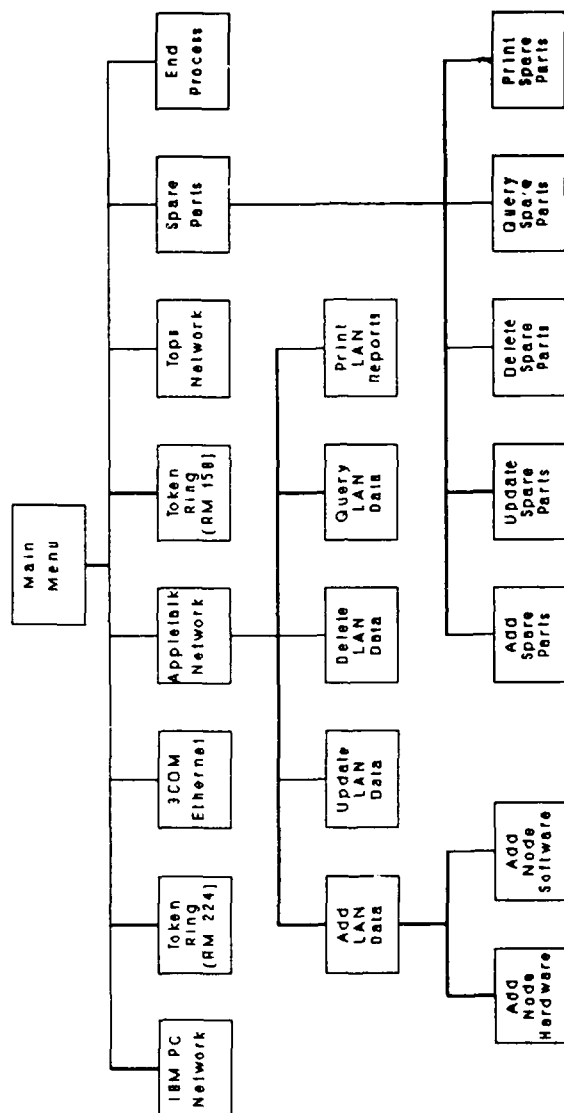 Main
Menu
IBM PC
Network
Token
Ring
(RM 224)
3COM
Ethernet
Appletalk
Network
Token
Ring
(RM 158)
Tops
Network
Spare
Parts
End
Process
Add
LAN
Data
Update
LAN
Data
Delete
LAN
Data
Query
LAN
Data
Print
LAN
Reports
Add
Node
Hardware
Add
Node
Software
Add
Spare
Parts
Update
Spare
Parts
Delete
Spare
Parts
Query
Spare
Parts
Print
Spare
Parts